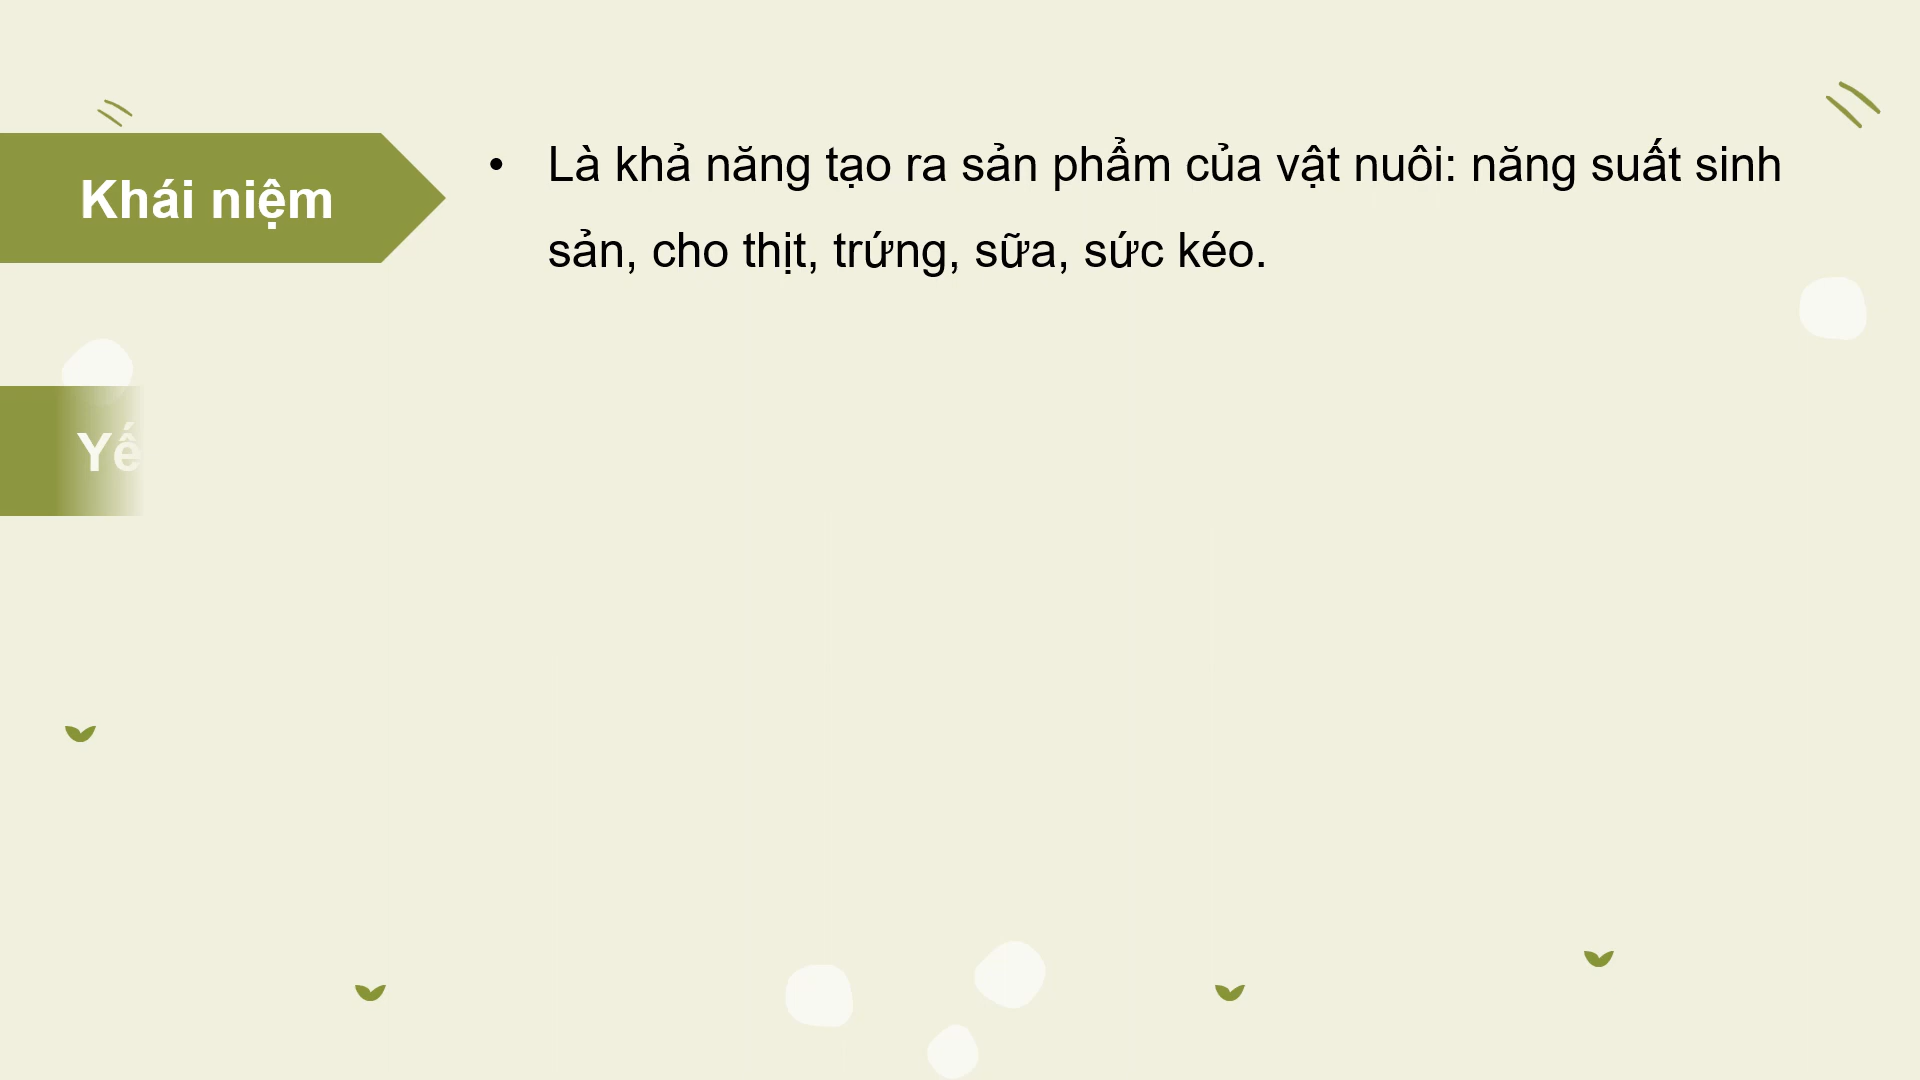 Khái niệm
• Là khả năng tạo ra sản phẩm của vật nuôi: năng suất sinh
sản, cho thịt, trứng, sữa, sức kéo.
Yế